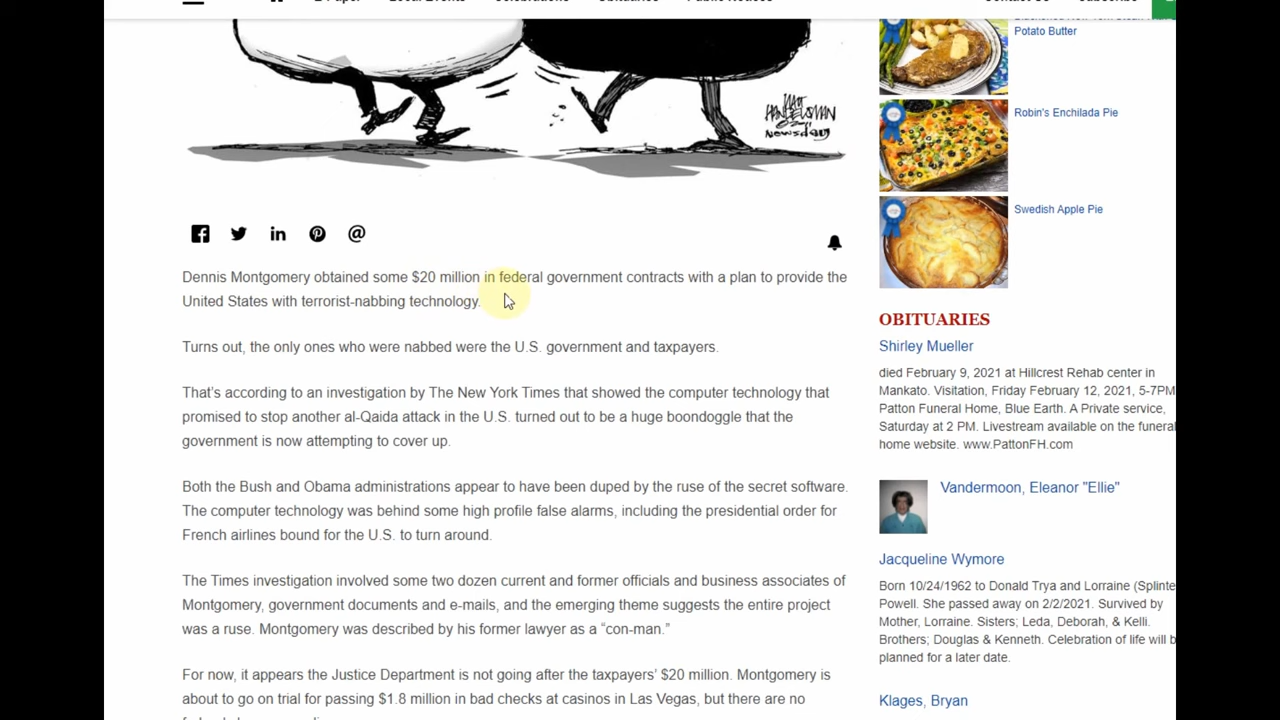 Contact Us Subscribe
Potato Butter
Robin's Enchilada Pie
Swedish Apple Pie
Newsday
Dennis Montgomery obtained some $20 million in federal government contracts with a plan to provide the
United States with terrorist-nabbing technology.
Turns out, the only ones who were nabbed were the U.S. government and taxpayers.
That's according to an investigation by The New York Times that showed the computer technology that
promised to stop another al-Qaida attack in the U.S. turned out to be a huge boondoggle that the
government is now attempting to cover up.
Both the Bush and Obama administrations appear to have been duped by the ruse of the secret software.
The computer technology was behind some high profile false alarms, including the presidential order for
French airlines bound for the U.S. to turn around.
The Times investigation involved some two dozen current and former officials and business associates of
Montgomery, government documents and e-mails, and the emerging theme suggests the entire project
was a ruse. Montgomery was described by his former lawyer as a “con-man.”
For now, it appears the Justice Department is not going after the taxpayers’ $20 million. Montgomery is
about to go on trial for passing $1.8 million in bad checks at casinos in Las Vegas, but there are no
OBITUARIES
Shirley Mueller
died February 9, 2021 at Hillcrest Rehab center in
Mankato. Visitation, Friday February 12, 2021, 5-7PM
Patton Funeral Home, Blue Earth. A Private service,
Saturday at 2 PM. Livestream available on the funeral
home website. www.PattonFH.com
Vandermoon, Eleanor "Ellie"
Jacqueline Wymore
Born 10/24/1962 to Donald Trya and Lorraine (Splinte
Powell. She passed away on 2/2/2021. Survived by
Mother, Lorraine. Sisters; Leda, Deborah, & Kelli.
Brothers; Douglas & Kenneth. Celebration of life will b
planned for a later date.
Klages, Bryan